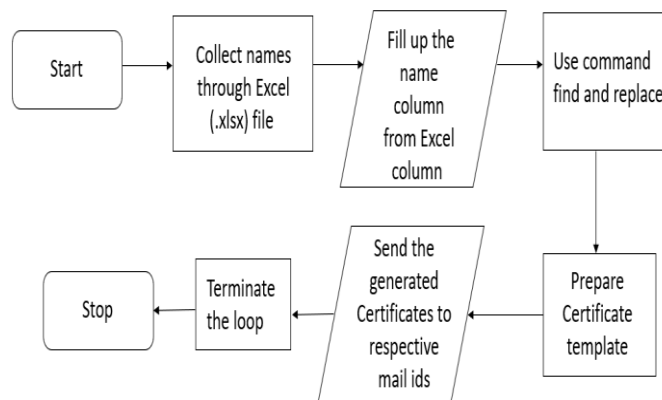 Start
Collect names
through Excel
(.xlsx) file
Fill up the
name
column
from Excel
column
Use command
find and replace
Prepare
Certificate
template
Send the
generated
Certificates to
respective
mail ids
Terminate
the loop
Stop